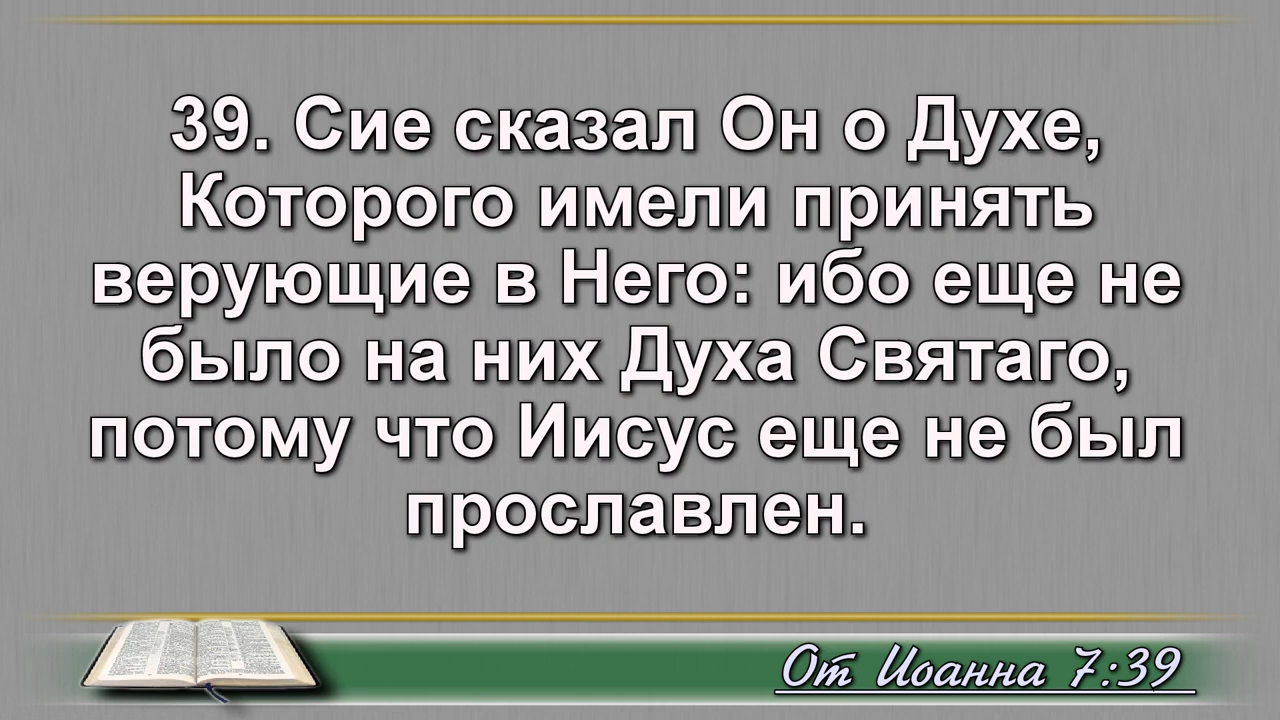 39. Сие сказал Он о Духе,
Которого имели принять
верующие в Него: ибо еще не
было на них Духа Святаго,
потому что Иисус еще не был
прославлен.
От Иоанна 7:39